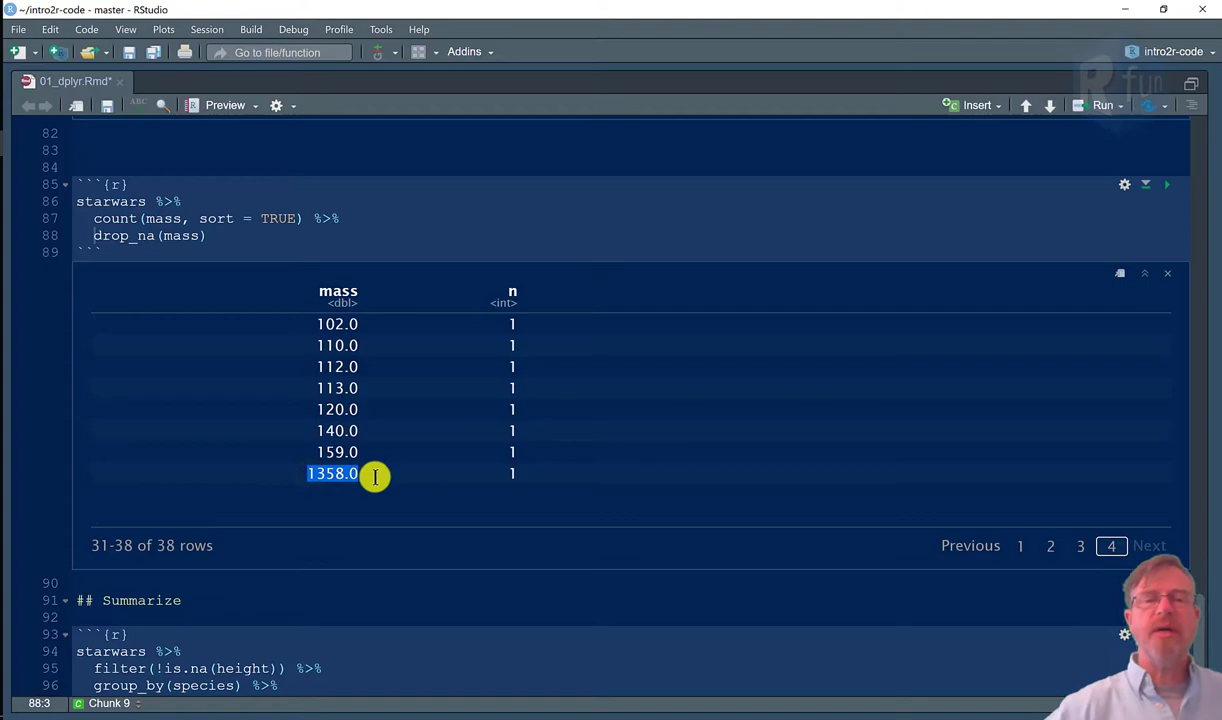 ~/intro2r-code - master - RStudio
File Edit Code View Plots Session Build Debug Profile Tools Help
Go to file/function Addins intro2r-code
01_dplyr.Rmd*
R fun
ABC Preview Insert Run
82
83
84
85 ```{r}
86 starwars %>%
87 count(mass, sort = TRUE) %>%
88 drop_na(mass)
89 ```
mass n
<dbl> <int>
102.0 1
110.0 1
112.0 1
113.0 1
120.0 1
140.0 1
159.0 1
1358.0 1
31-38 of 38 rows Previous 1 2 3 4 Next
90
91 ## Summarize
92
93 ```{r}
94 starwars %>%
95 filter(!is.na(height)) %>%
96 group_by(species) %>%
88:3 Chunk 9